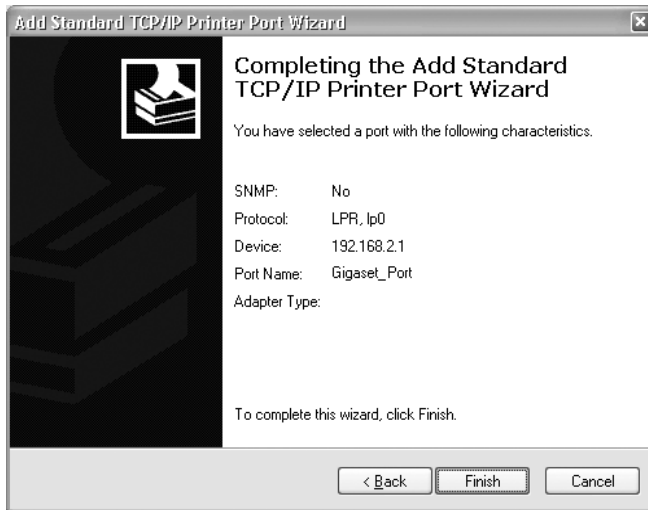 Add Standard TCP/IP Printer Port Wizard
Completing the Add Standard
TCP/IP Printer Port Wizard
You have selected a port with the following characteristics.
SNMP: No
Protocol: LPR, lp0
Device: 192.168.2.1
Port Name: Gigaset_Port
Adapter Type:
To complete this wizard, click Finish.
< Back Finish Cancel